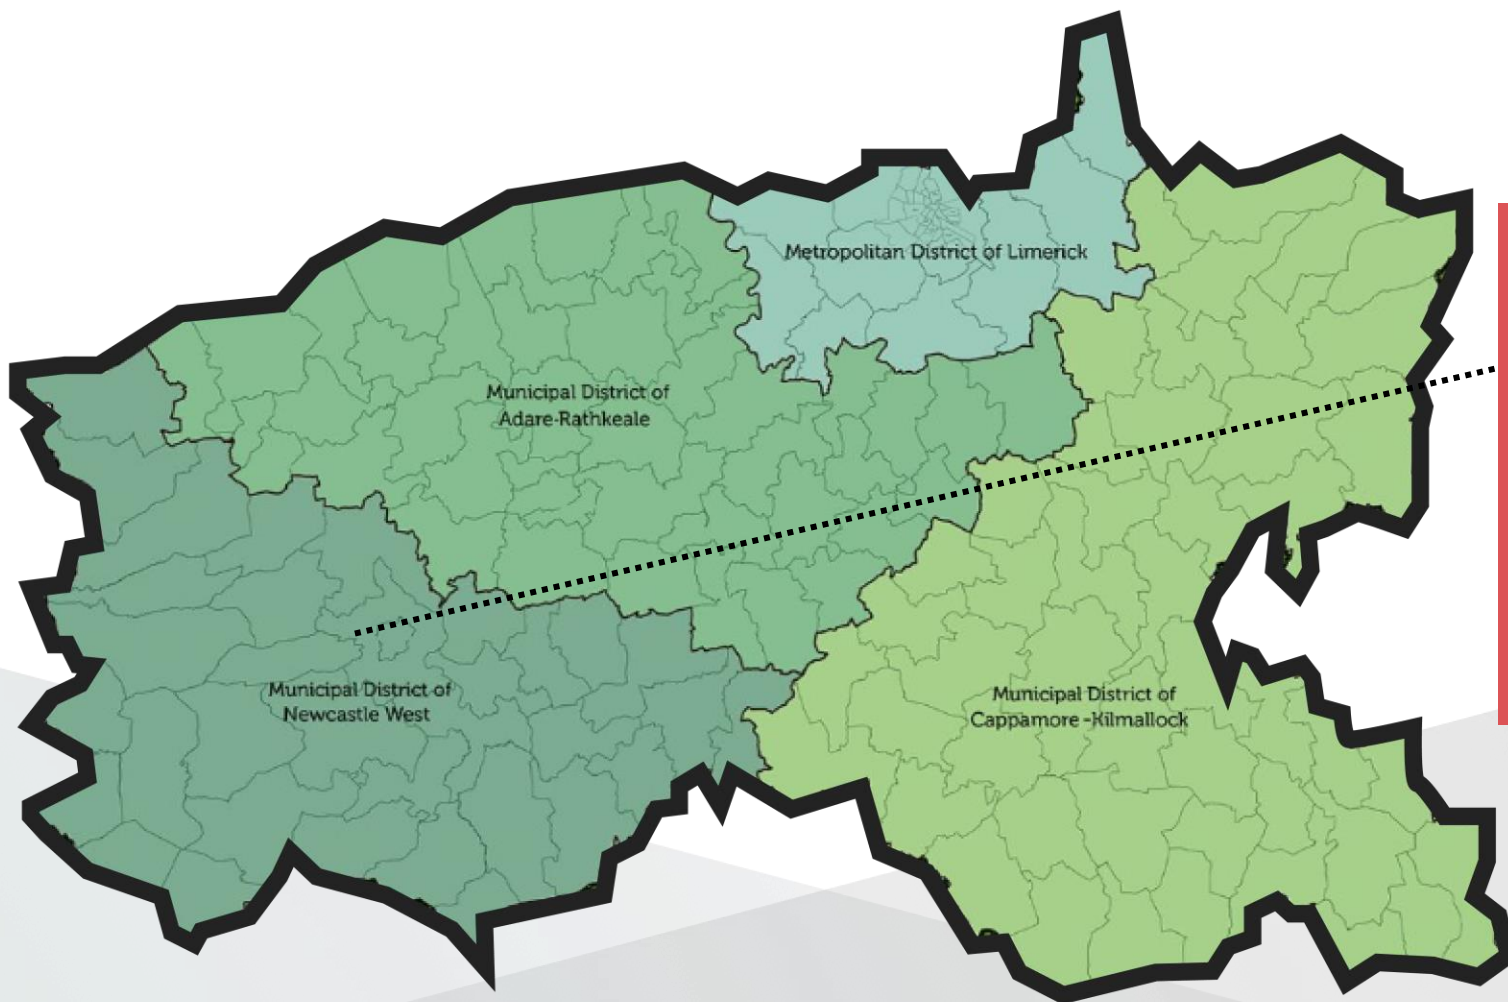 Metropolitan District of Limerick
Municipal District of
Adare-Rathkeale
Municipal District of
Newcastle West
Municipal District of
Cappamore -Kilmallock